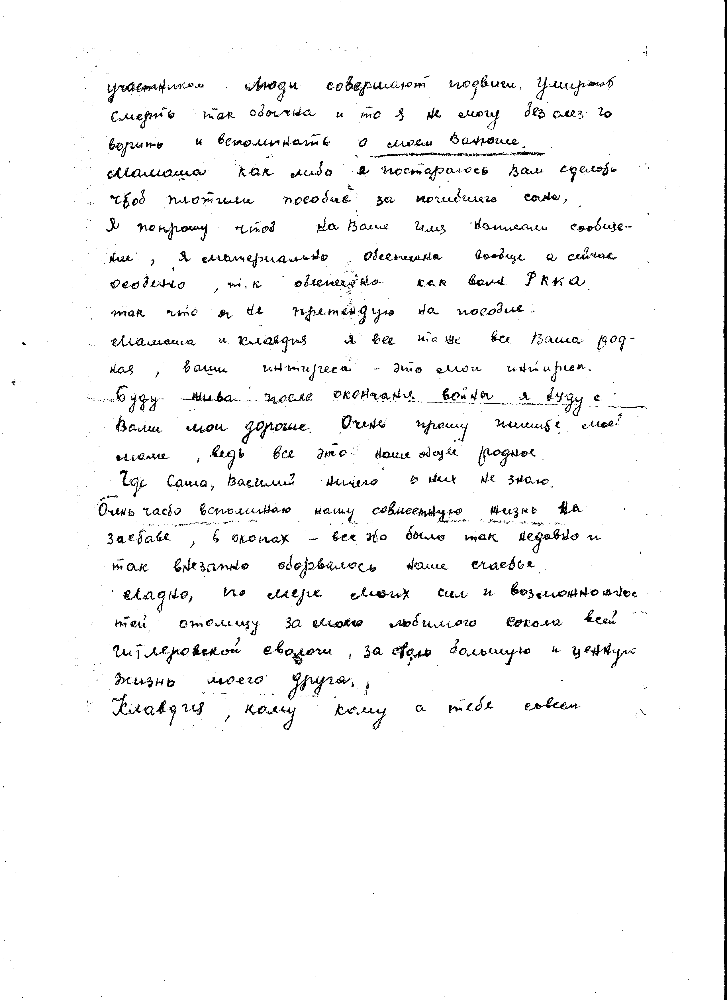 участником. Люди совершают подвиги, Умирают
Смерть так обычна и то я не могу без слез го
ворить и вспоминать о моем Ванюше.
Мамаша как либо я постараюсь Вам сделать
чтоб платили пособие за погибшего сына,
Я попрошу чтоб на Ваше имя написали сообще-
ние, я материально обеспечена вообще а сейчас
особенно, т.к обеспечена как воин РККА
так что я не претендую на пособие.
Мамаша и Клавдия я все та же все Ваша род-
ная, ваши интиресы - это мои интиресы.
Буду жива после окончания войны я буду с
Вами мои дорогие. Очень прошу пишите моей
маме, ведь все это наше общее родное
Где Саша, Василий ничего о них не знаю.
Очень часто вспоминаю нашу совместную жизнь на
заставе, в окопах - все это было так недавно и
так внезапно оборвалось наше счастье.
Ладно, по мере моих сил и возможнос
тей отомщу за моего любимого сокола всей
гитлеровской сволочи, за большую и ценную
жизнь моего друга,
Клавдия, кому кому а тебе совсем